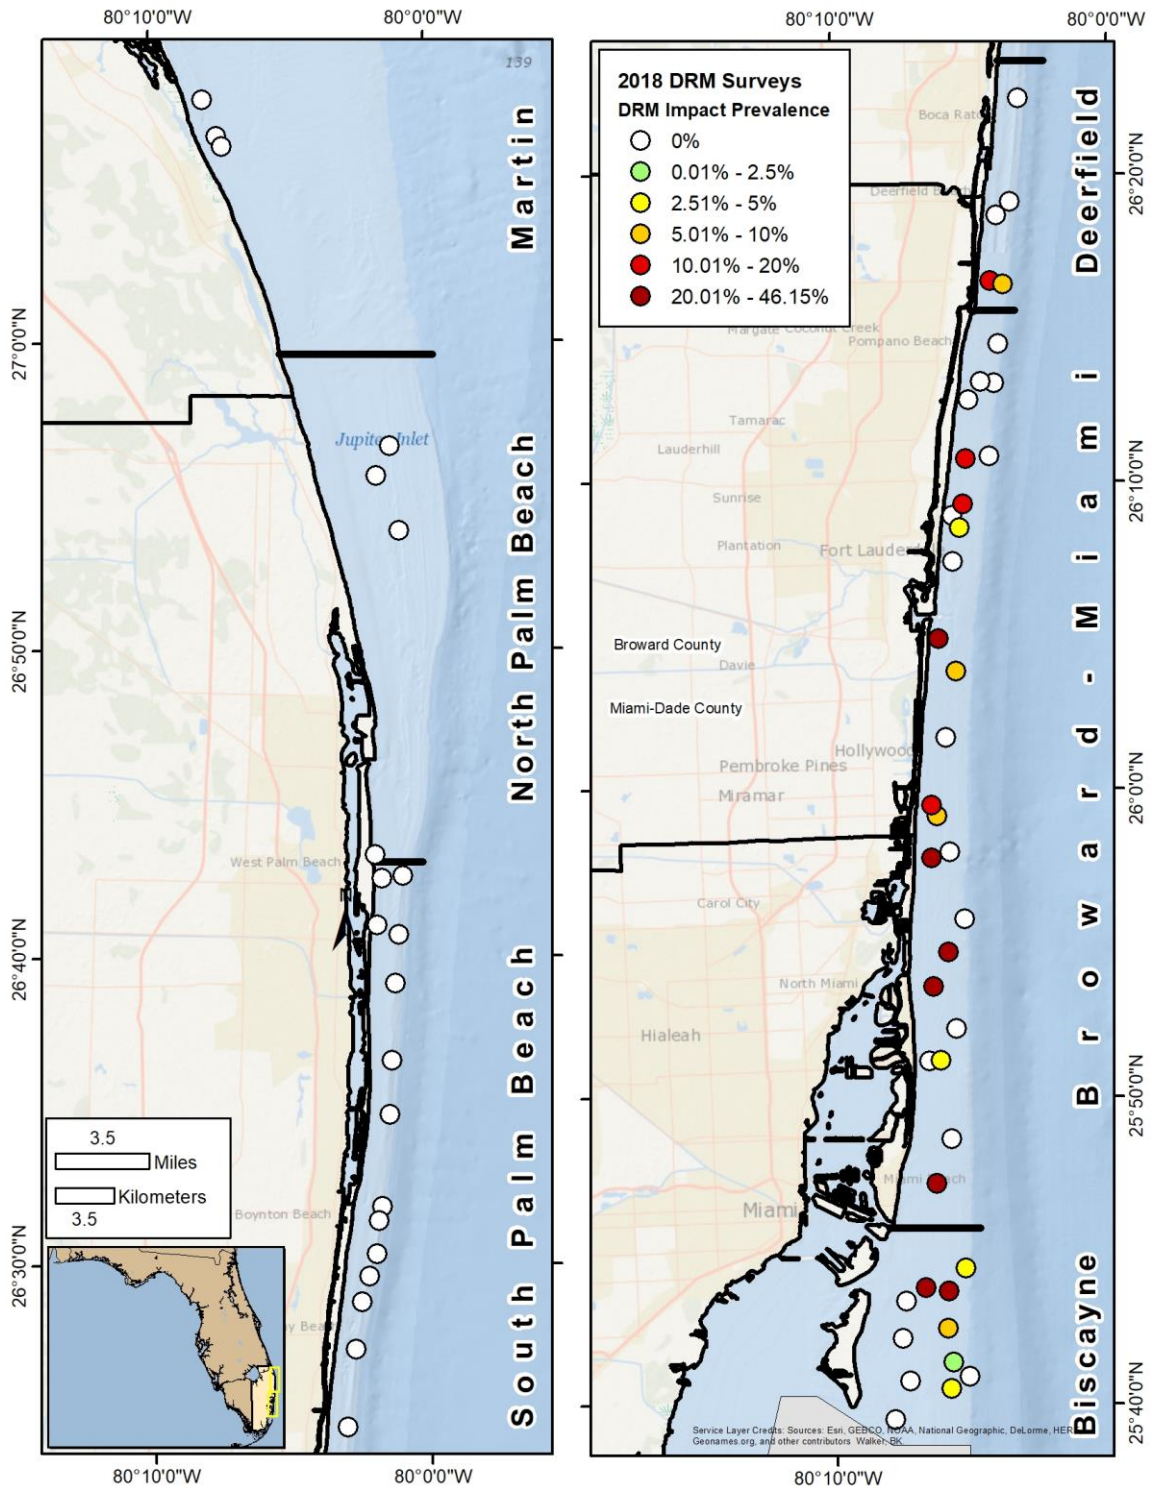 80°10'0"W 80°0'0"W
80°10'0"W 80°0'0"W
139
Martin
27°0'0"N
Jupiter Inlet
North Palm Beach
26°50'0"N
West Palm Beach
N
26°40'0"N
South Palm Beach
3.5
Miles
Kilometers
3.5
Boynton Beach
26°30'0"N
80°10'0"W 80°0'0"W
2018 DRM Surveys
DRM Impact Prevalence
0%
0.01% - 2.5%
2.51% - 5%
5.01% - 10%
10.01% - 20%
20.01% - 46.15%
Deerfield
26°20'0"N
Margate Coconut Creek
Pompano Beach
Tamarac
Lauderhill
26°10'0"N
Sunrise
Plantation
Fort
Broward County
Davie
Miami-Dade County
Hollywood
Pembroke Pines
Miramar
26°0'0"N
Broward-Miami
Carol City
North Miami
Hialeah
25°50'0"N
Miami
Biscayne
25°40'0"N
Service Layer Credits: Sources: Esri, GEBCO, NOAA, National Geographic, DeLorme,
Geonames.org, and other contributors Walker, BK
80°10'0"W